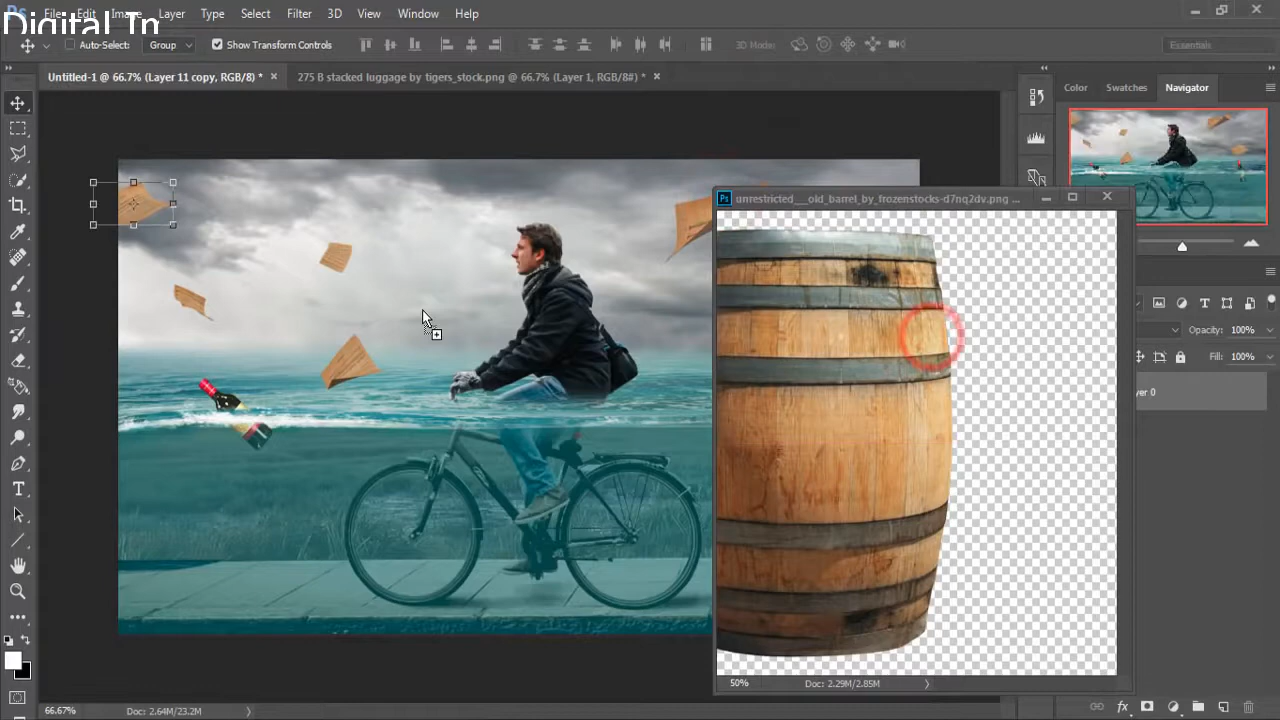 Ps File Edit Image Layer Type Select Filter 3D View Window Help
Digital Tr
Auto-Select: Group Show Transform Controls 3D Mode: Essentials
Untitled-1 @ 66.7% (Layer 11 copy, RGB/8) * × 275 B stacked luggage by tigers_stock.png @ 66.7% (Layer 1, RGB/8#) * ×
Color Swatches Navigator
Ps unrestricted___old_barrel_by_frozenstocks-d7nq2dv.png ...
Opacity: 100%
Fill: 100%
yer 0
50% Doc: 2.29M/2.85M
66.67% Doc: 2.64M/23.2M